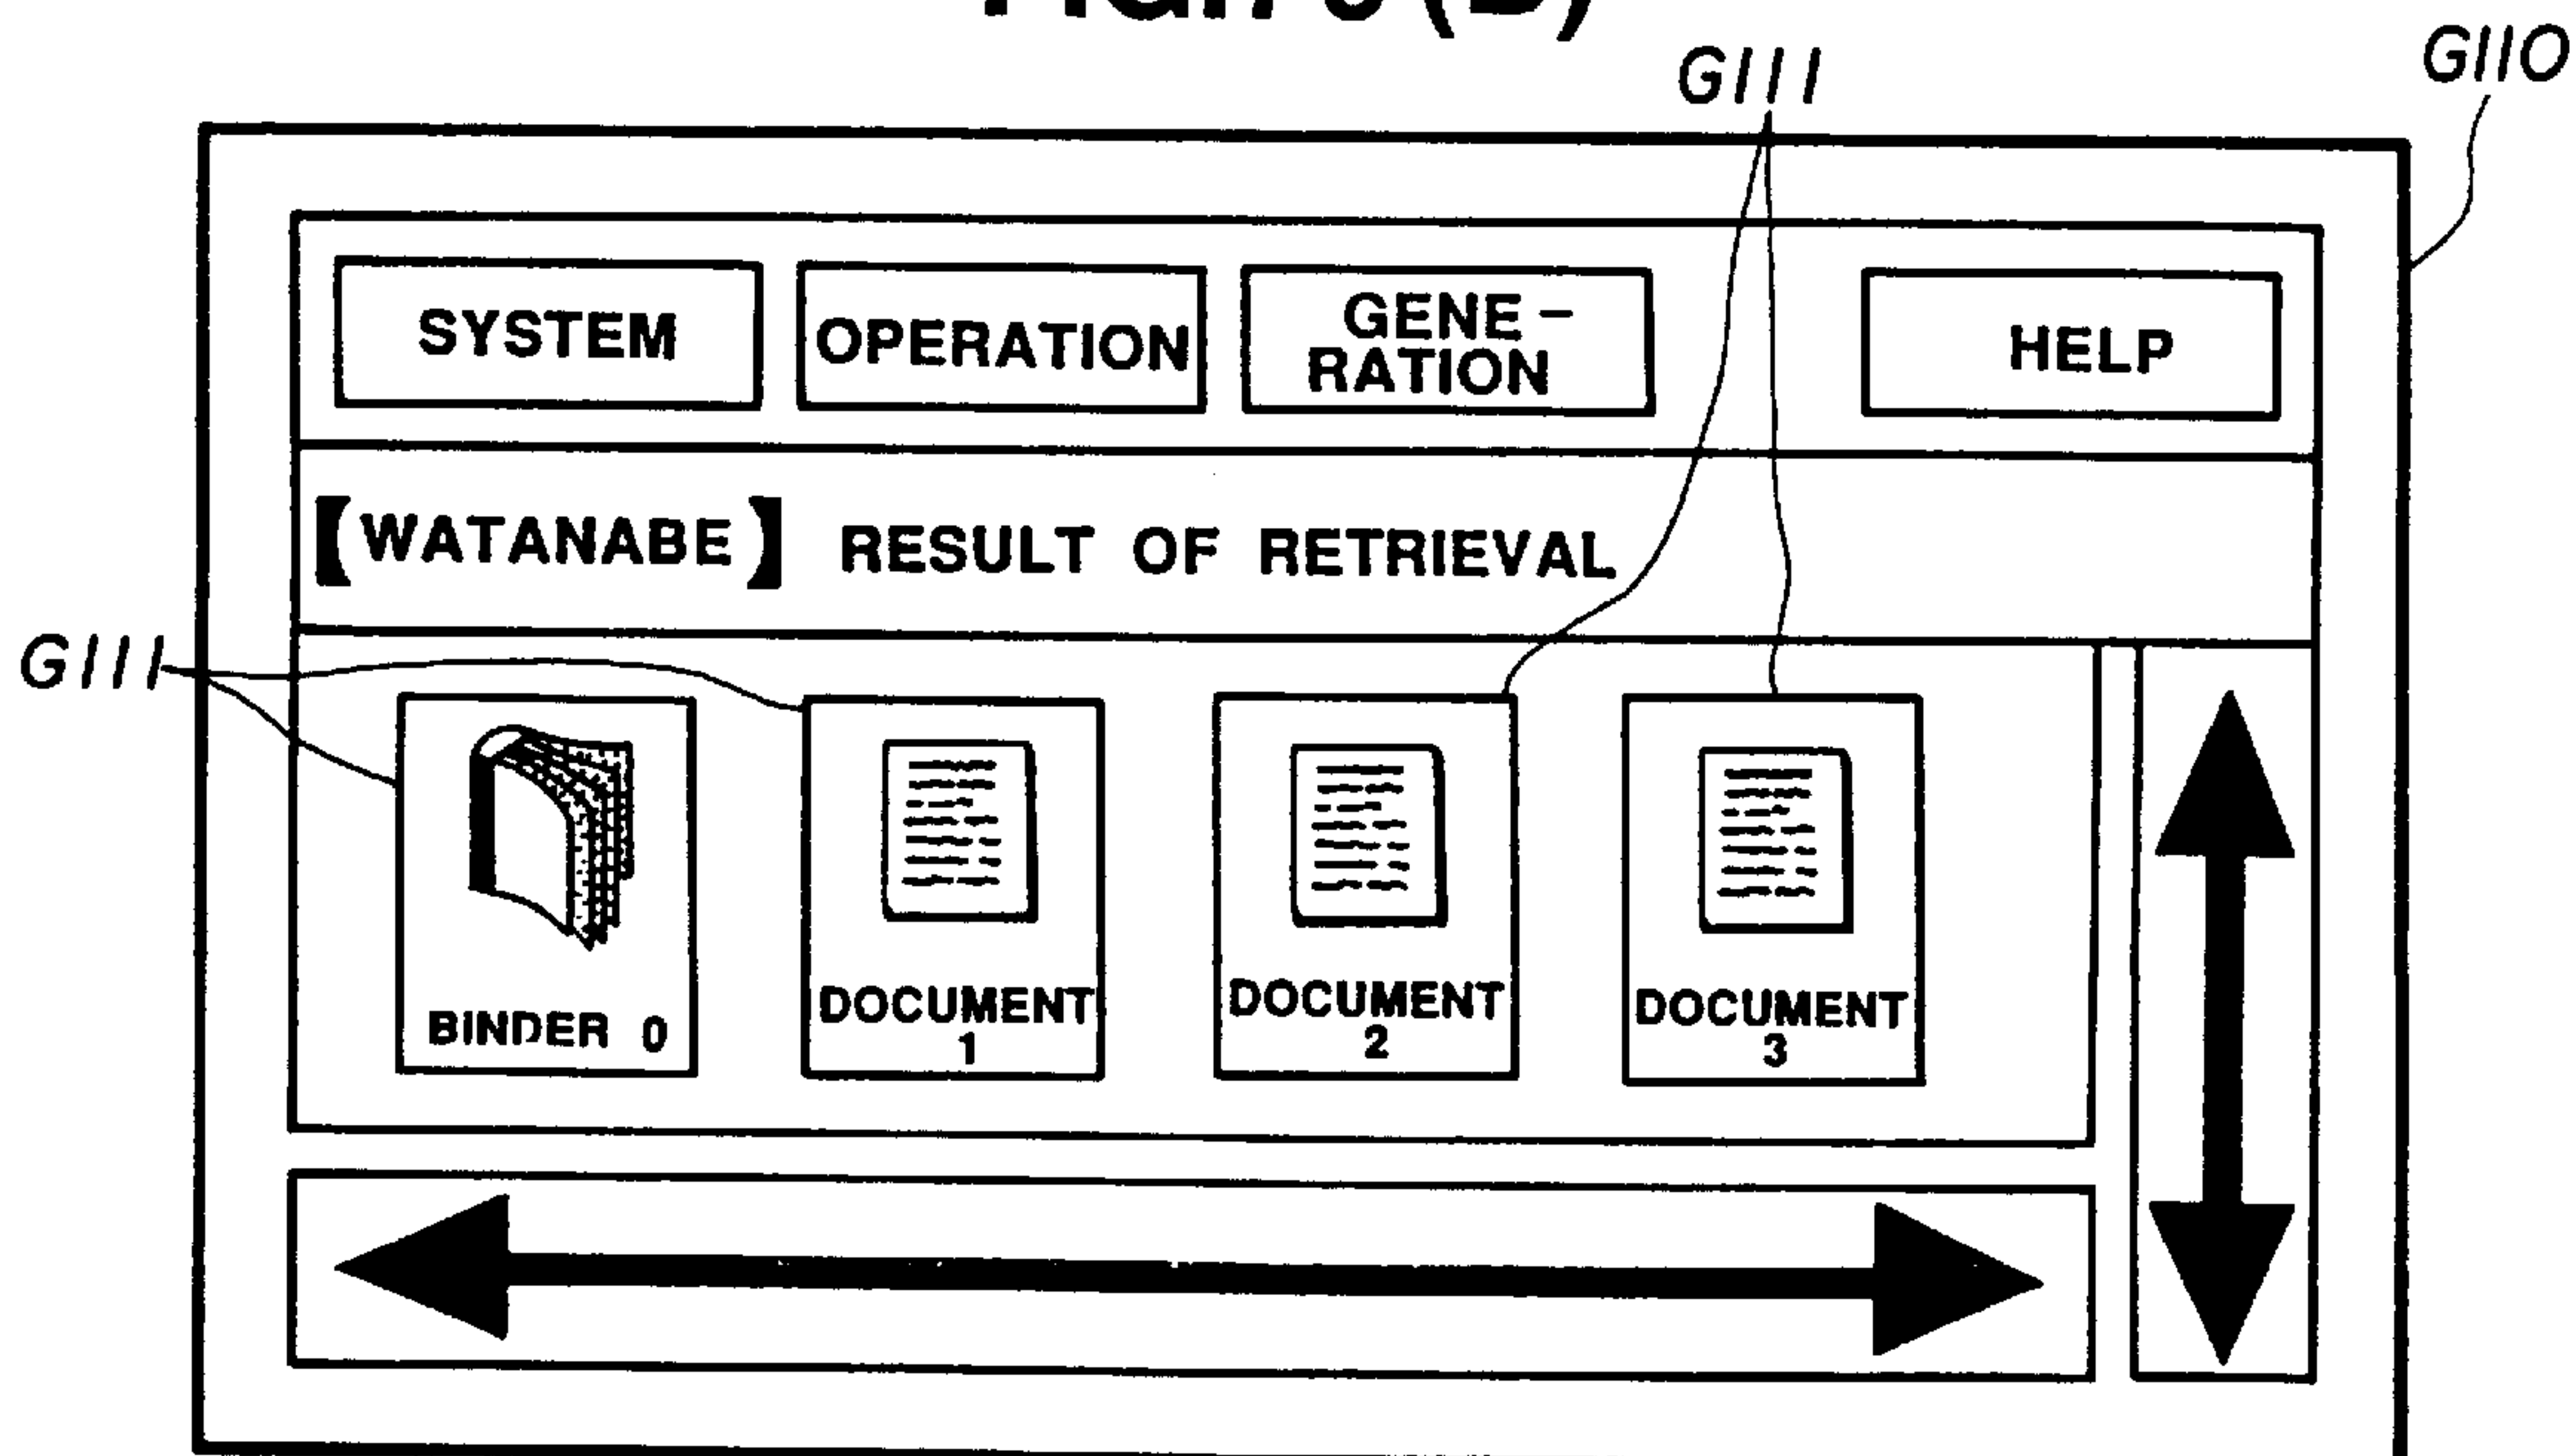 G111
G110
SYSTEM
OPERATION
GENE-
RATION
HELP
【WATANABE】 RESULT OF RETRIEVAL
G111
BINDER 0
DOCUMENT
1
DOCUMENT
2
DOCUMENT
3